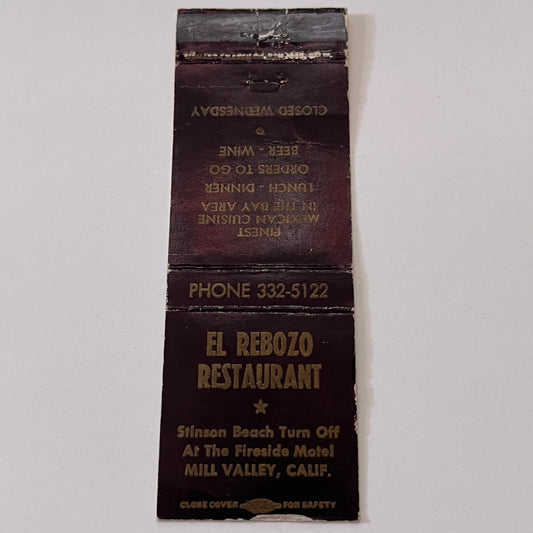 EL REBOZO
RESTAURANT
Stinson Beach Turn Off
At The Fireside Motel
MILL VALLEY, CALIF.
CLOSE COVER FOR SAFETY
PHONE 332-5122
FINEST
MEXICAN CUISINE
IN THE BAY AREA
LUNCH - DINNER
ORDERS TO GO
BEER - WINE
CLOSED WEDNESDAY